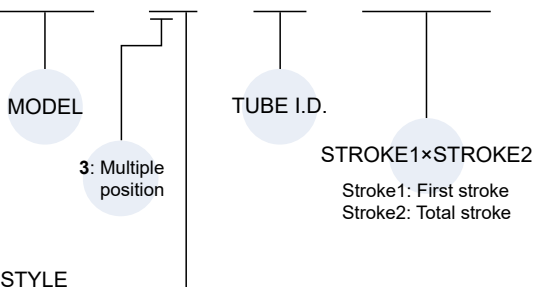 MODEL
TUBE I.D.
STROKE1×STROKE2
3: Multiple
position
Stroke1: First stroke
Stroke2: Total stroke
STYLE